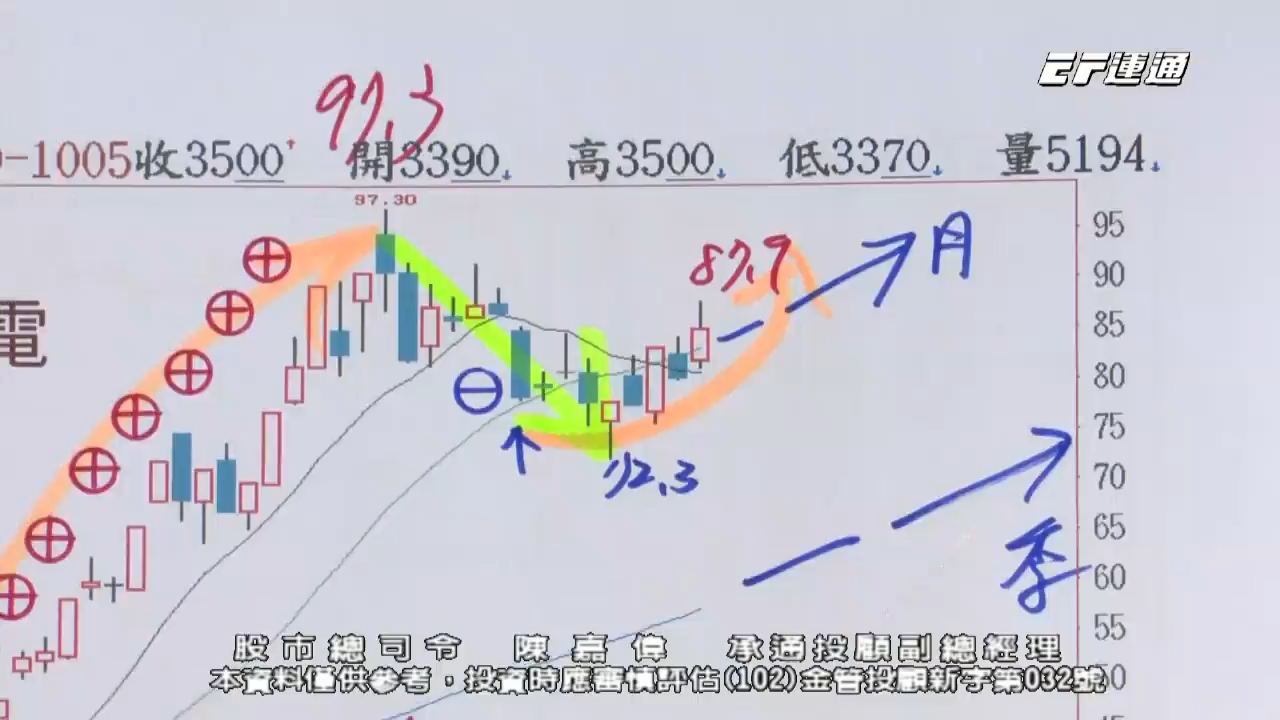 EF運通
97.3
-1005收3500 開3390 高3500 低3370 量5194
97.30
95
月
87.9
90
電
85
80
75
72.3
70
65
季
60
55
股市總司令 陳嘉偉 承通投顧副總經理
本資料僅供參考，投資時應審慎評估(102)金管投顧新字第032號